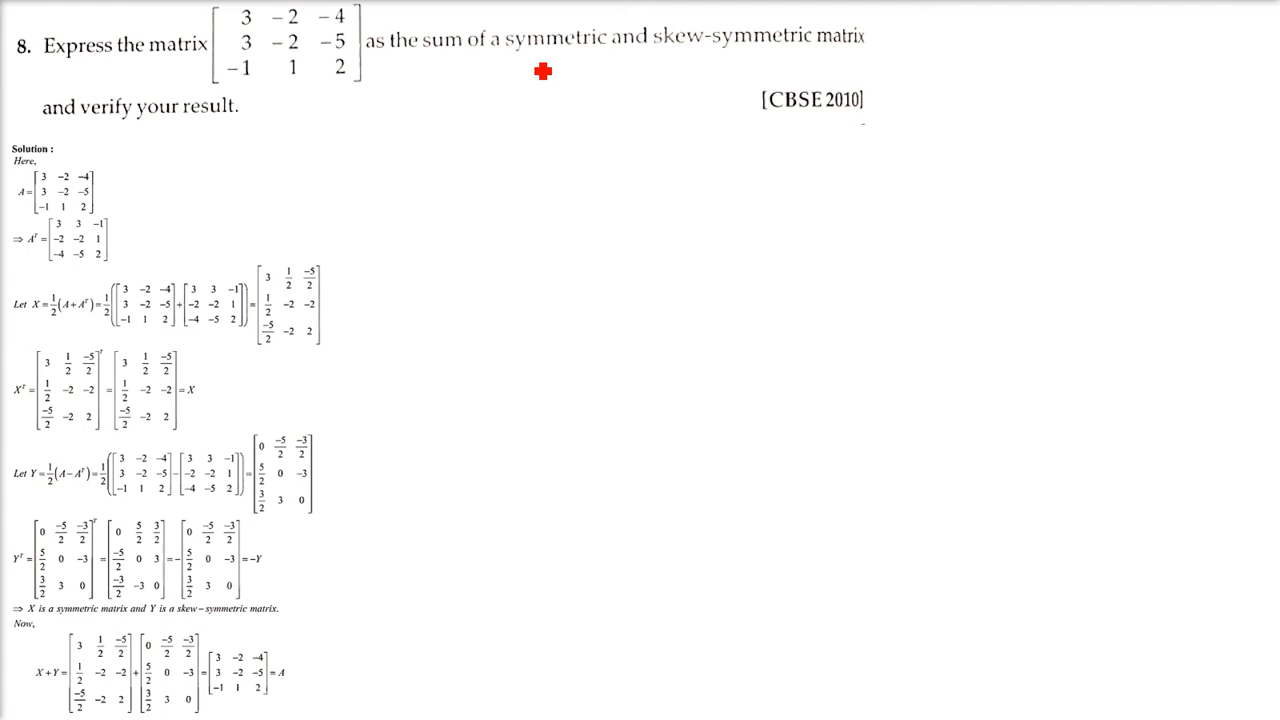 8. Express the matrix [3 −2 −4; 3 −2 −5; −1 1 2] as the sum of a symmetric and skew-symmetric matrix
and verify your result. [CBSE 2010]
Solution :
Here,
A = [3 −2 −4; 3 −2 −5; −1 1 2]
⇒ Aᵀ = [3 3 −1; −2 −2 1; −4 −5 2]
Let X = 1/2 (A + Aᵀ) = 1/2 ([3 −2 −4; 3 −2 −5; −1 1 2] + [3 3 −1; −2 −2 1; −4 −5 2]) = [3 1/2 −5/2; 1/2 −2 −2; −5/2 −2 2]
Xᵀ = [3 1/2 −5/2; 1/2 −2 −2; −5/2 −2 2]ᵀ = [3 1/2 −5/2; 1/2 −2 −2; −5/2 −2 2] = X
Let Y = 1/2 (A − Aᵀ) = 1/2 ([3 −2 −4; 3 −2 −5; −1 1 2] − [3 3 −1; −2 −2 1; −4 −5 2]) = [0 −5/2 −3/2; 5/2 0 −3; 3/2 3 0]
Yᵀ = [0 −5/2 −3/2; 5/2 0 −3; 3/2 3 0]ᵀ = [0 5/2 3/2; −5/2 0 3; −3/2 −3 0] = −[0 −5/2 −3/2; 5/2 0 −3; 3/2 3 0] = −Y
⇒ X is a symmetric matrix and Y is a skew−symmetric matrix.
Now,
X + Y = [3 1/2 −5/2; 1/2 −2 −2; −5/2 −2 2] + [0 −5/2 −3/2; 5/2 0 −3; 3/2 3 0] = [3 −2 −4; 3 −2 −5; −1 1 2] = A